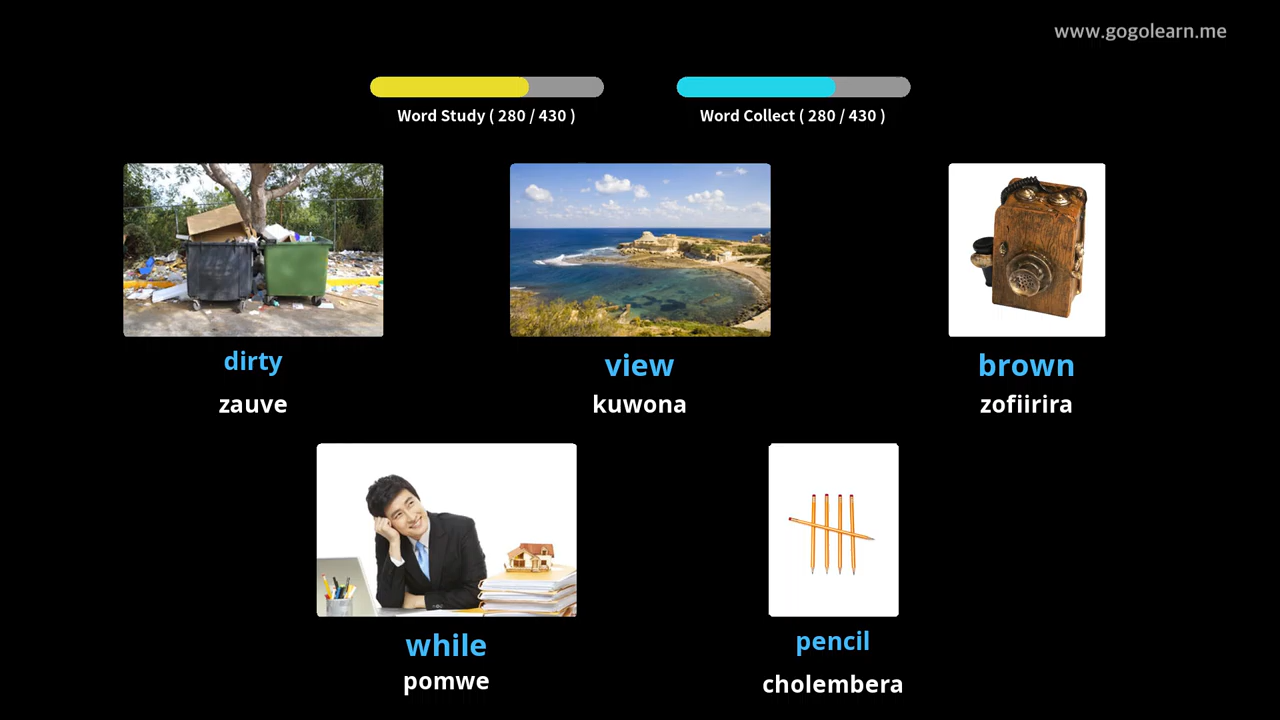 www.gogolearn.me
Word Study ( 280 / 430 )
Word Collect ( 280 / 430 )
dirty
zauve
view
kuwona
brown
zofiirira
while
pomwe
pencil
cholembera